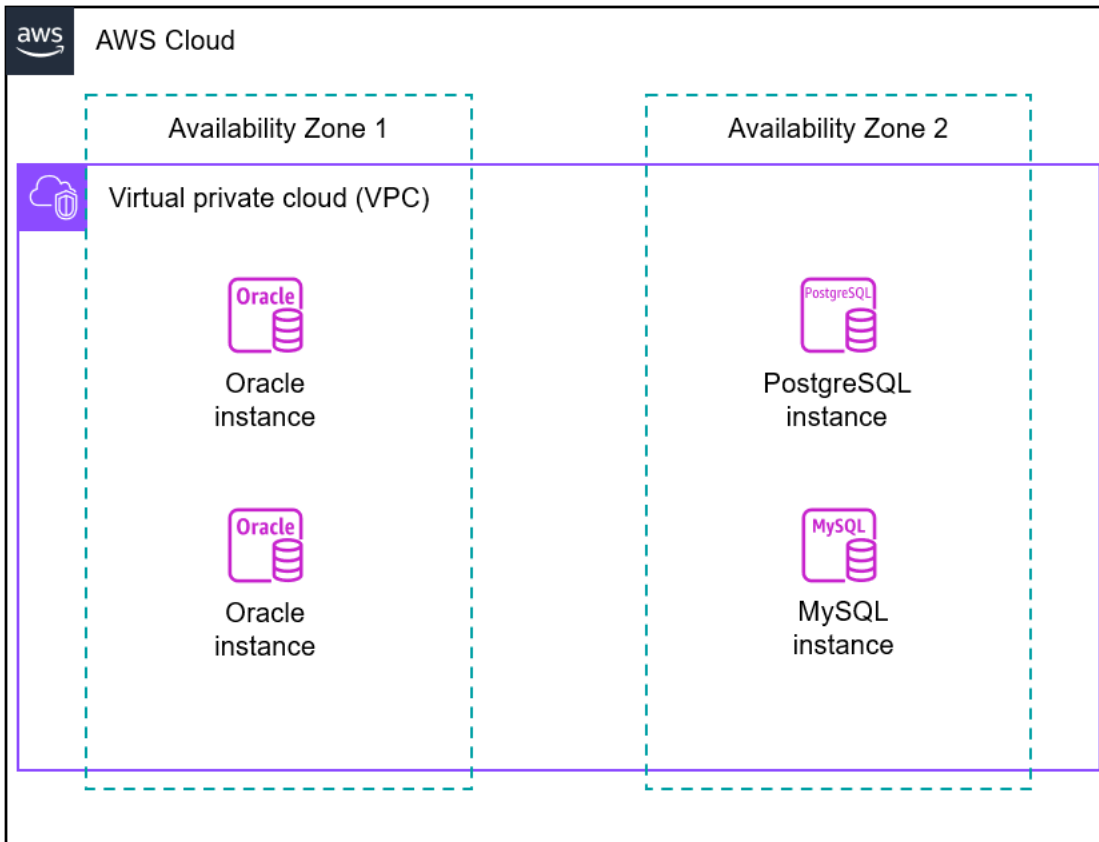 aws
AWS Cloud
Availability Zone 1
Availability Zone 2
Virtual private cloud (VPC)
Oracle
Oracle
instance
PostgreSQL
PostgreSQL
instance
Oracle
Oracle
instance
MySQL
MySQL
instance